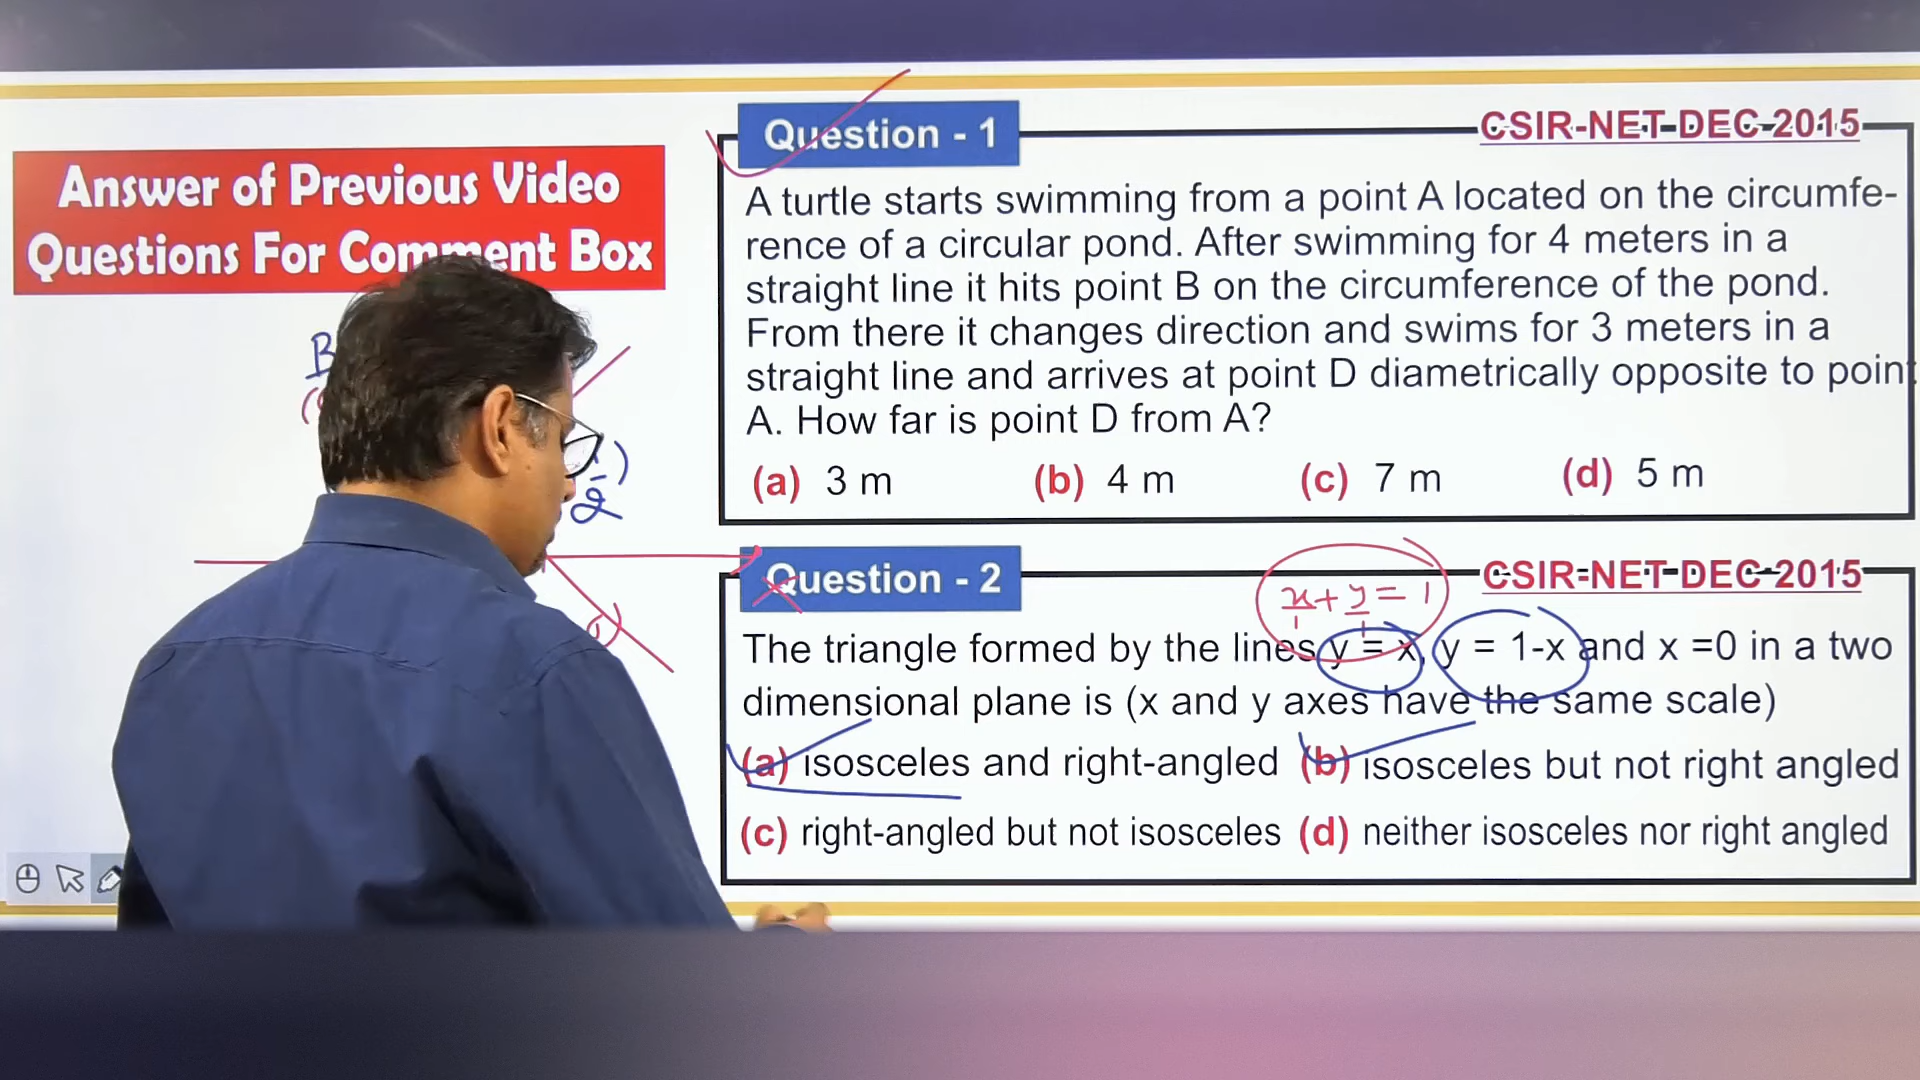 Answer of Previous Video
Questions For Comment Box
B
2
Question - 1
CSIR-NET-DEC-2015
A turtle starts swimming from a point A located on the circumfe-
rence of a circular pond. After swimming for 4 meters in a
straight line it hits point B on the circumference of the pond.
From there it changes direction and swims for 3 meters in a
straight line and arrives at point D diametrically opposite to point
A. How far is point D from A?
(a) 3 m (b) 4 m (c) 7 m (d) 5 m
Question - 2
CSIR-NET-DEC-2015
x/1 + y/1 = 1
The triangle formed by the lines y = x, y = 1-x and x =0 in a two
dimensional plane is (x and y axes have the same scale)
(a) isosceles and right-angled (b) isosceles but not right angled
(c) right-angled but not isosceles (d) neither isosceles nor right angled